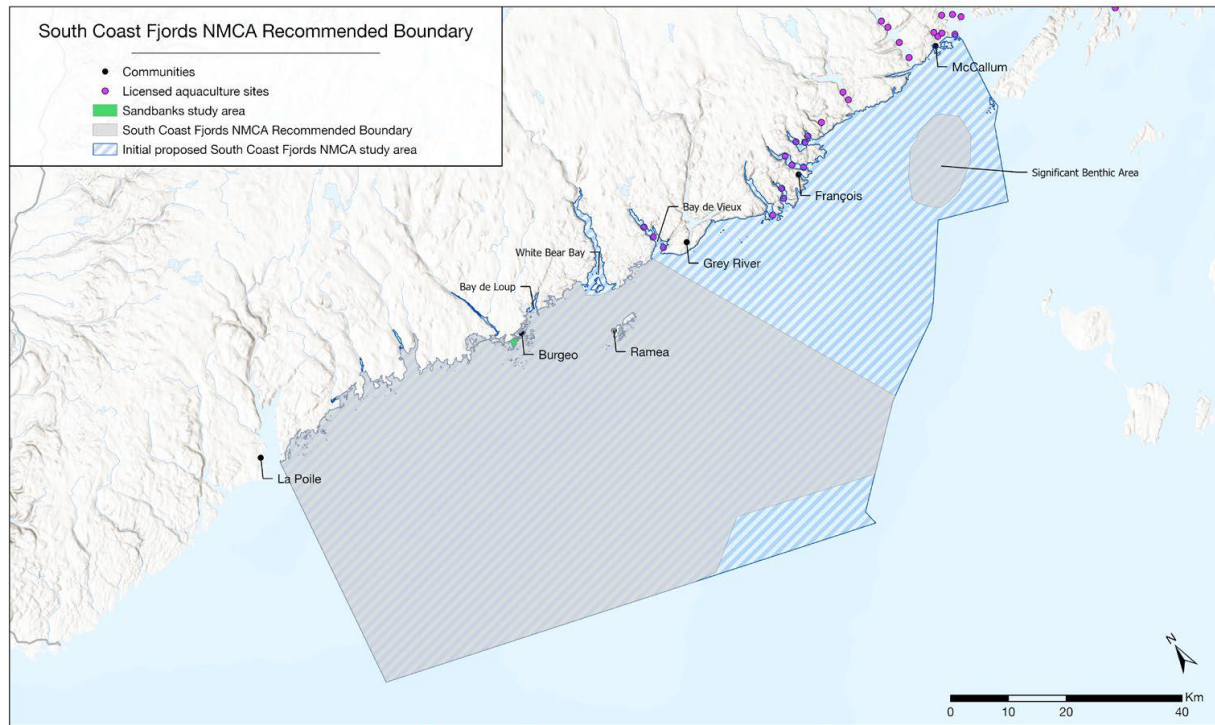 South Coast Fjords NMCA Recommended Boundary
Communities
Licensed aquaculture sites
Sandbanks study area
South Coast Fjords NMCA Recommended Boundary
Initial proposed South Coast Fjords NMCA study area
McCallum
Significant Benthic Area
François
Bay de Vieux
White Bear Bay
Grey River
Bay de Loup
Burgeo
Ramea
La Poile
N
Km
0 10 20 40